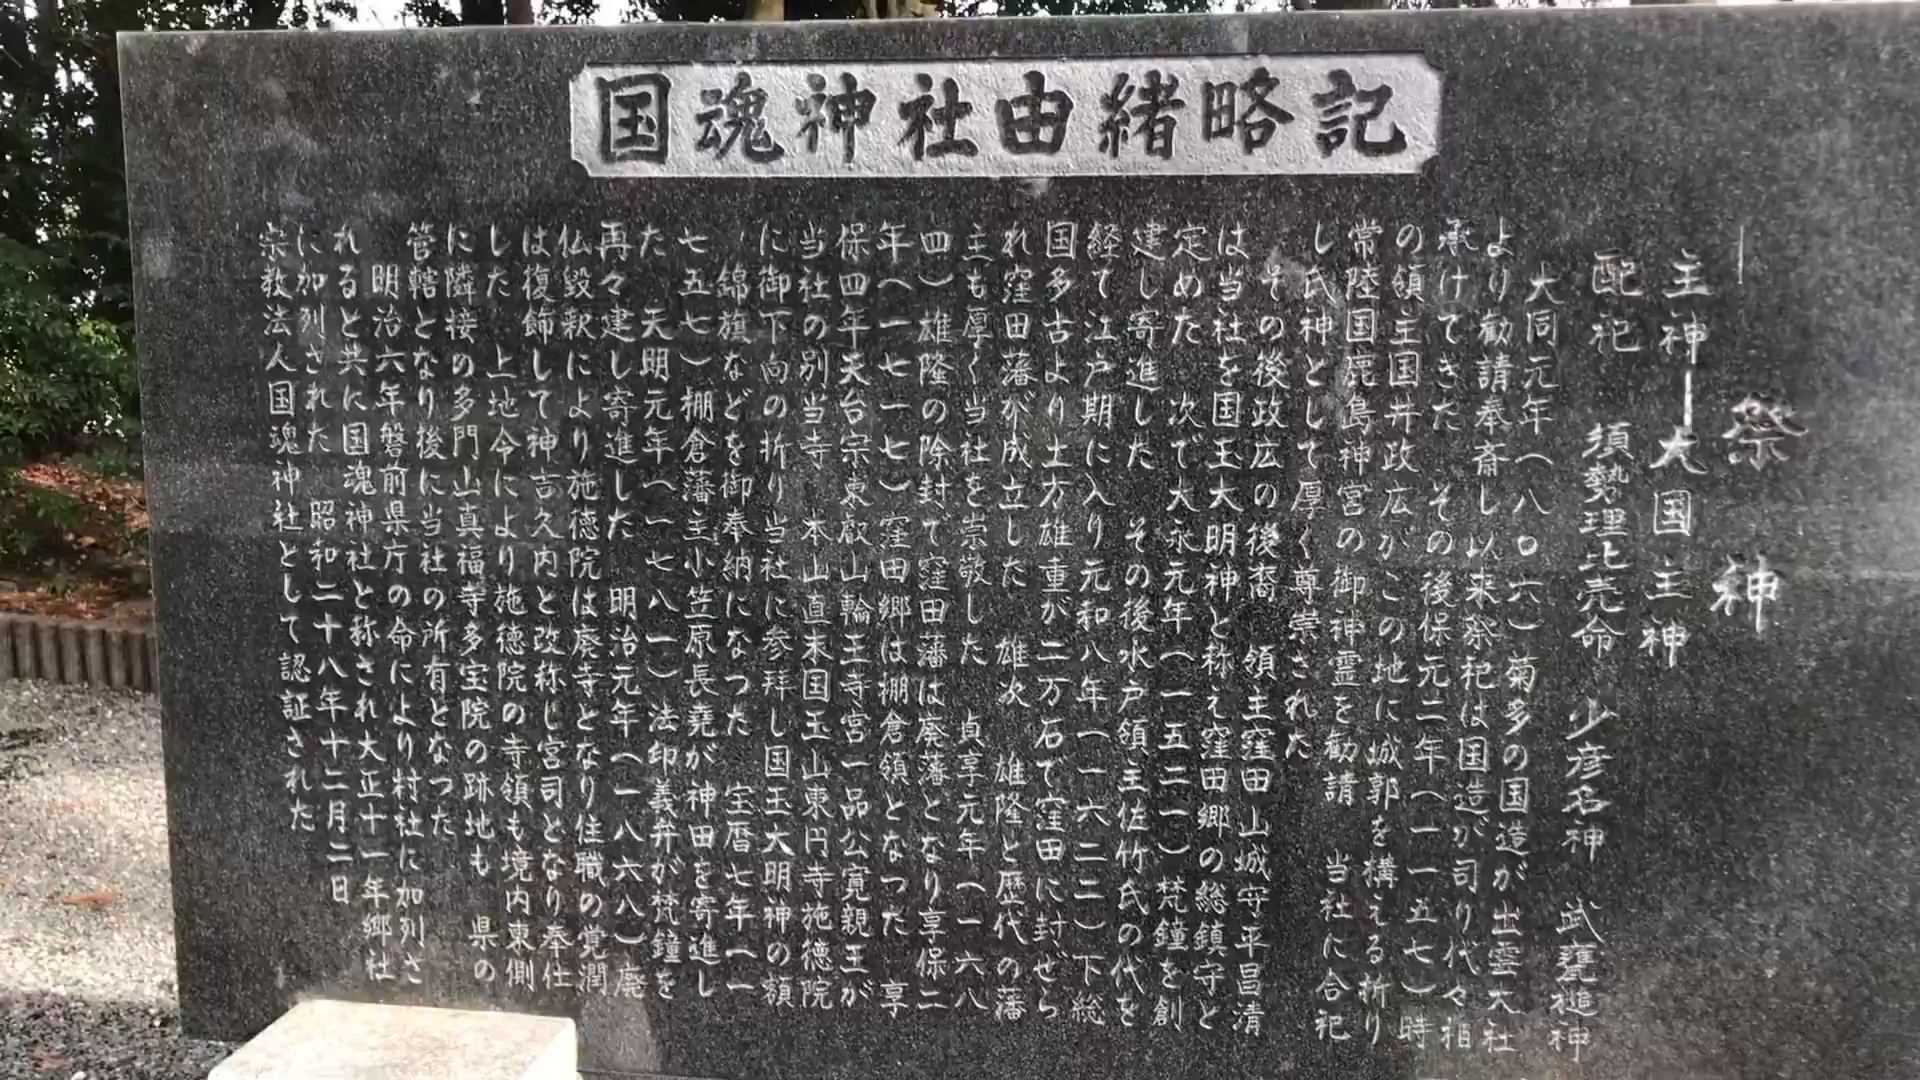 国魂神社由緒略記
一 祭神
主神―大国主神
配祀 須勢理比売命 少彦名神 武甕槌神
大同元年(八〇六)菊多の国造が出雲大社
より勧請奉斎し以来祭祀は国造が司り代々相
承けてきた その後保元二年(一一五七)時
の領主国井政広がこの地に城郭を構える折り
常陸国鹿島神宮の御神霊を勧請 当社に合祀
し氏神として厚く尊崇された
その後政広の後裔 領主窪田山城守平昌清
は当社を国玉大明神と称え窪田郷の総鎮守と
定めた 次で大永元年(一五二一)梵鐘を創
建し寄進した その後水戸領主佐竹氏の代を
経て江戸期に入り元和八年(一六二二)下総
国多古より土方雄重が二万石で窪田に封ぜら
れ窪田藩が成立した 雄次 雄隆と歴代の藩
主も厚く当社を崇敬した 貞享元年(一六八
四)雄隆の除封で窪田藩は廃藩となり享保二
年(一七一七)窪田郷は棚倉領となつた 享
保四年天台宗東叡山輪王寺宮一品公寛親王が
当社の別当寺 本山直末国玉山東円寺施徳院
に御下向の折り当社に参拝し国玉大明神の額
錦旗などを御奉納になつた 宝暦七年(一
七五七)棚倉藩主小笠原長堯が神田を寄進し
た 天明元年(一七八一)法印義弁が梵鐘を
再々建し寄進した 明治元年(一八六八)廃
仏毀釈により施徳院は廃寺となり住職の覚潤
は復飾して神吉久内と改称し宮司となり奉仕
した 上地令により施徳院の寺領も境内東側
に隣接の多門山真福寺多宝院の跡地も 県の
管轄となり後に当社の所有となつた
明治六年磐前県庁の命により村社に加列さ
れると共に国魂神社と称され大正十一年郷社
に加列された 昭和二十八年十二月二日
宗教法人国魂神社として認証された